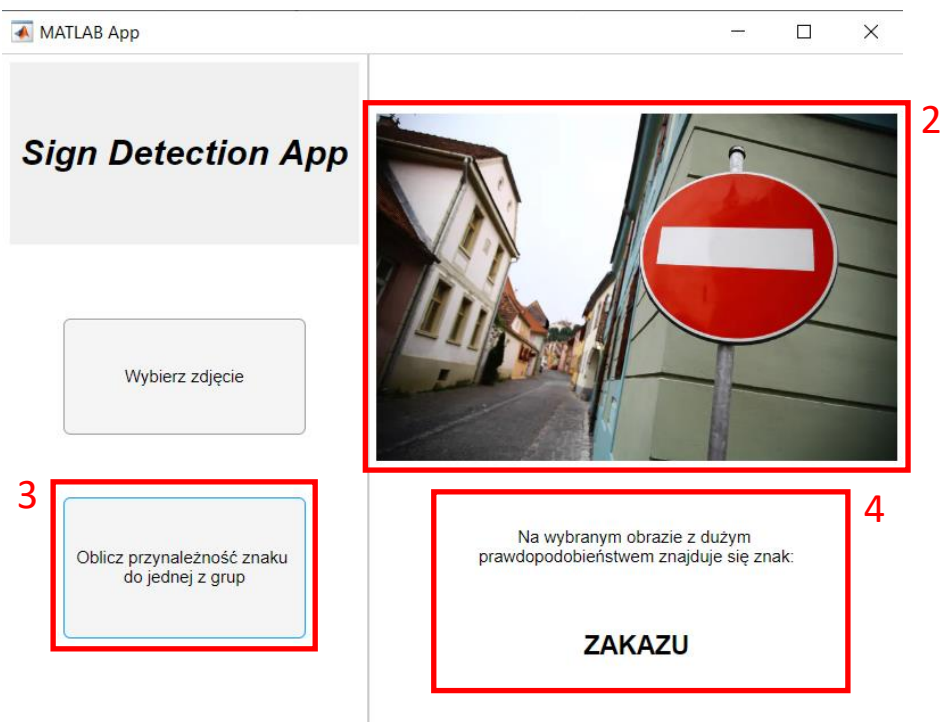 MATLAB App
Sign Detection App
2
Wybierz zdjęcie
3
Oblicz przynależność znaku
do jednej z grup
4
Na wybranym obrazie z dużym
prawdopodobieństwem znajduje się znak:
ZAKAZU